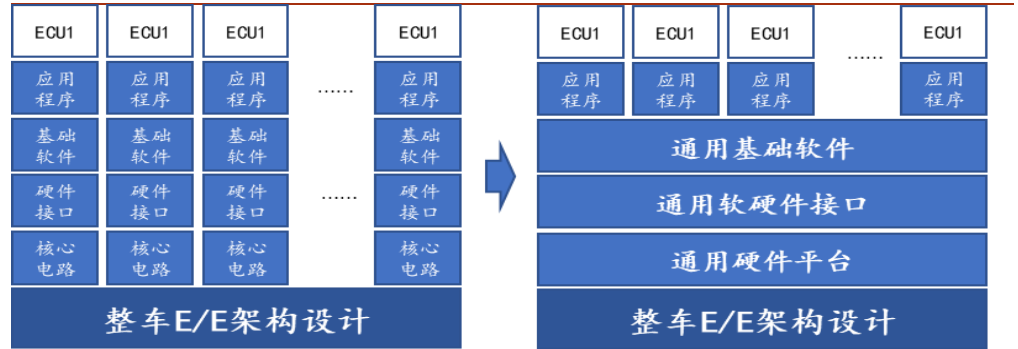 ECU1 ECU1 ECU1 ECU1
应用 应用 应用 应用
程序 程序 程序 …… 程序
基础 基础 基础 基础
软件 软件 软件 软件
硬件 硬件 硬件 硬件
接口 接口 接口 …… 接口
核心 核心 核心 核心
电路 电路 电路 电路
整车E/E架构设计
ECU1 ECU1 ECU1 …… ECU1
应用 应用 应用 应用
程序 程序 程序 程序
通用基础软件
通用软硬件接口
通用硬件平台
整车E/E架构设计